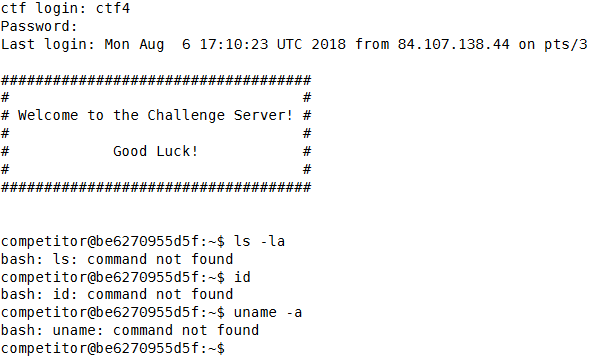 ctf login: ctf4
Password:
Last login: Mon Aug  6 17:10:23 UTC 2018 from 84.107.138.44 on pts/3
####################################
#                                  #
# Welcome to the Challenge Server! #
#                                  #
#            Good Luck!            #
#                                  #
####################################
competitor@be6270955d5f:~$ ls -la
bash: ls: command not found
competitor@be6270955d5f:~$ id
bash: id: command not found
competitor@be6270955d5f:~$ uname -a
bash: uname: command not found
competitor@be6270955d5f:~$